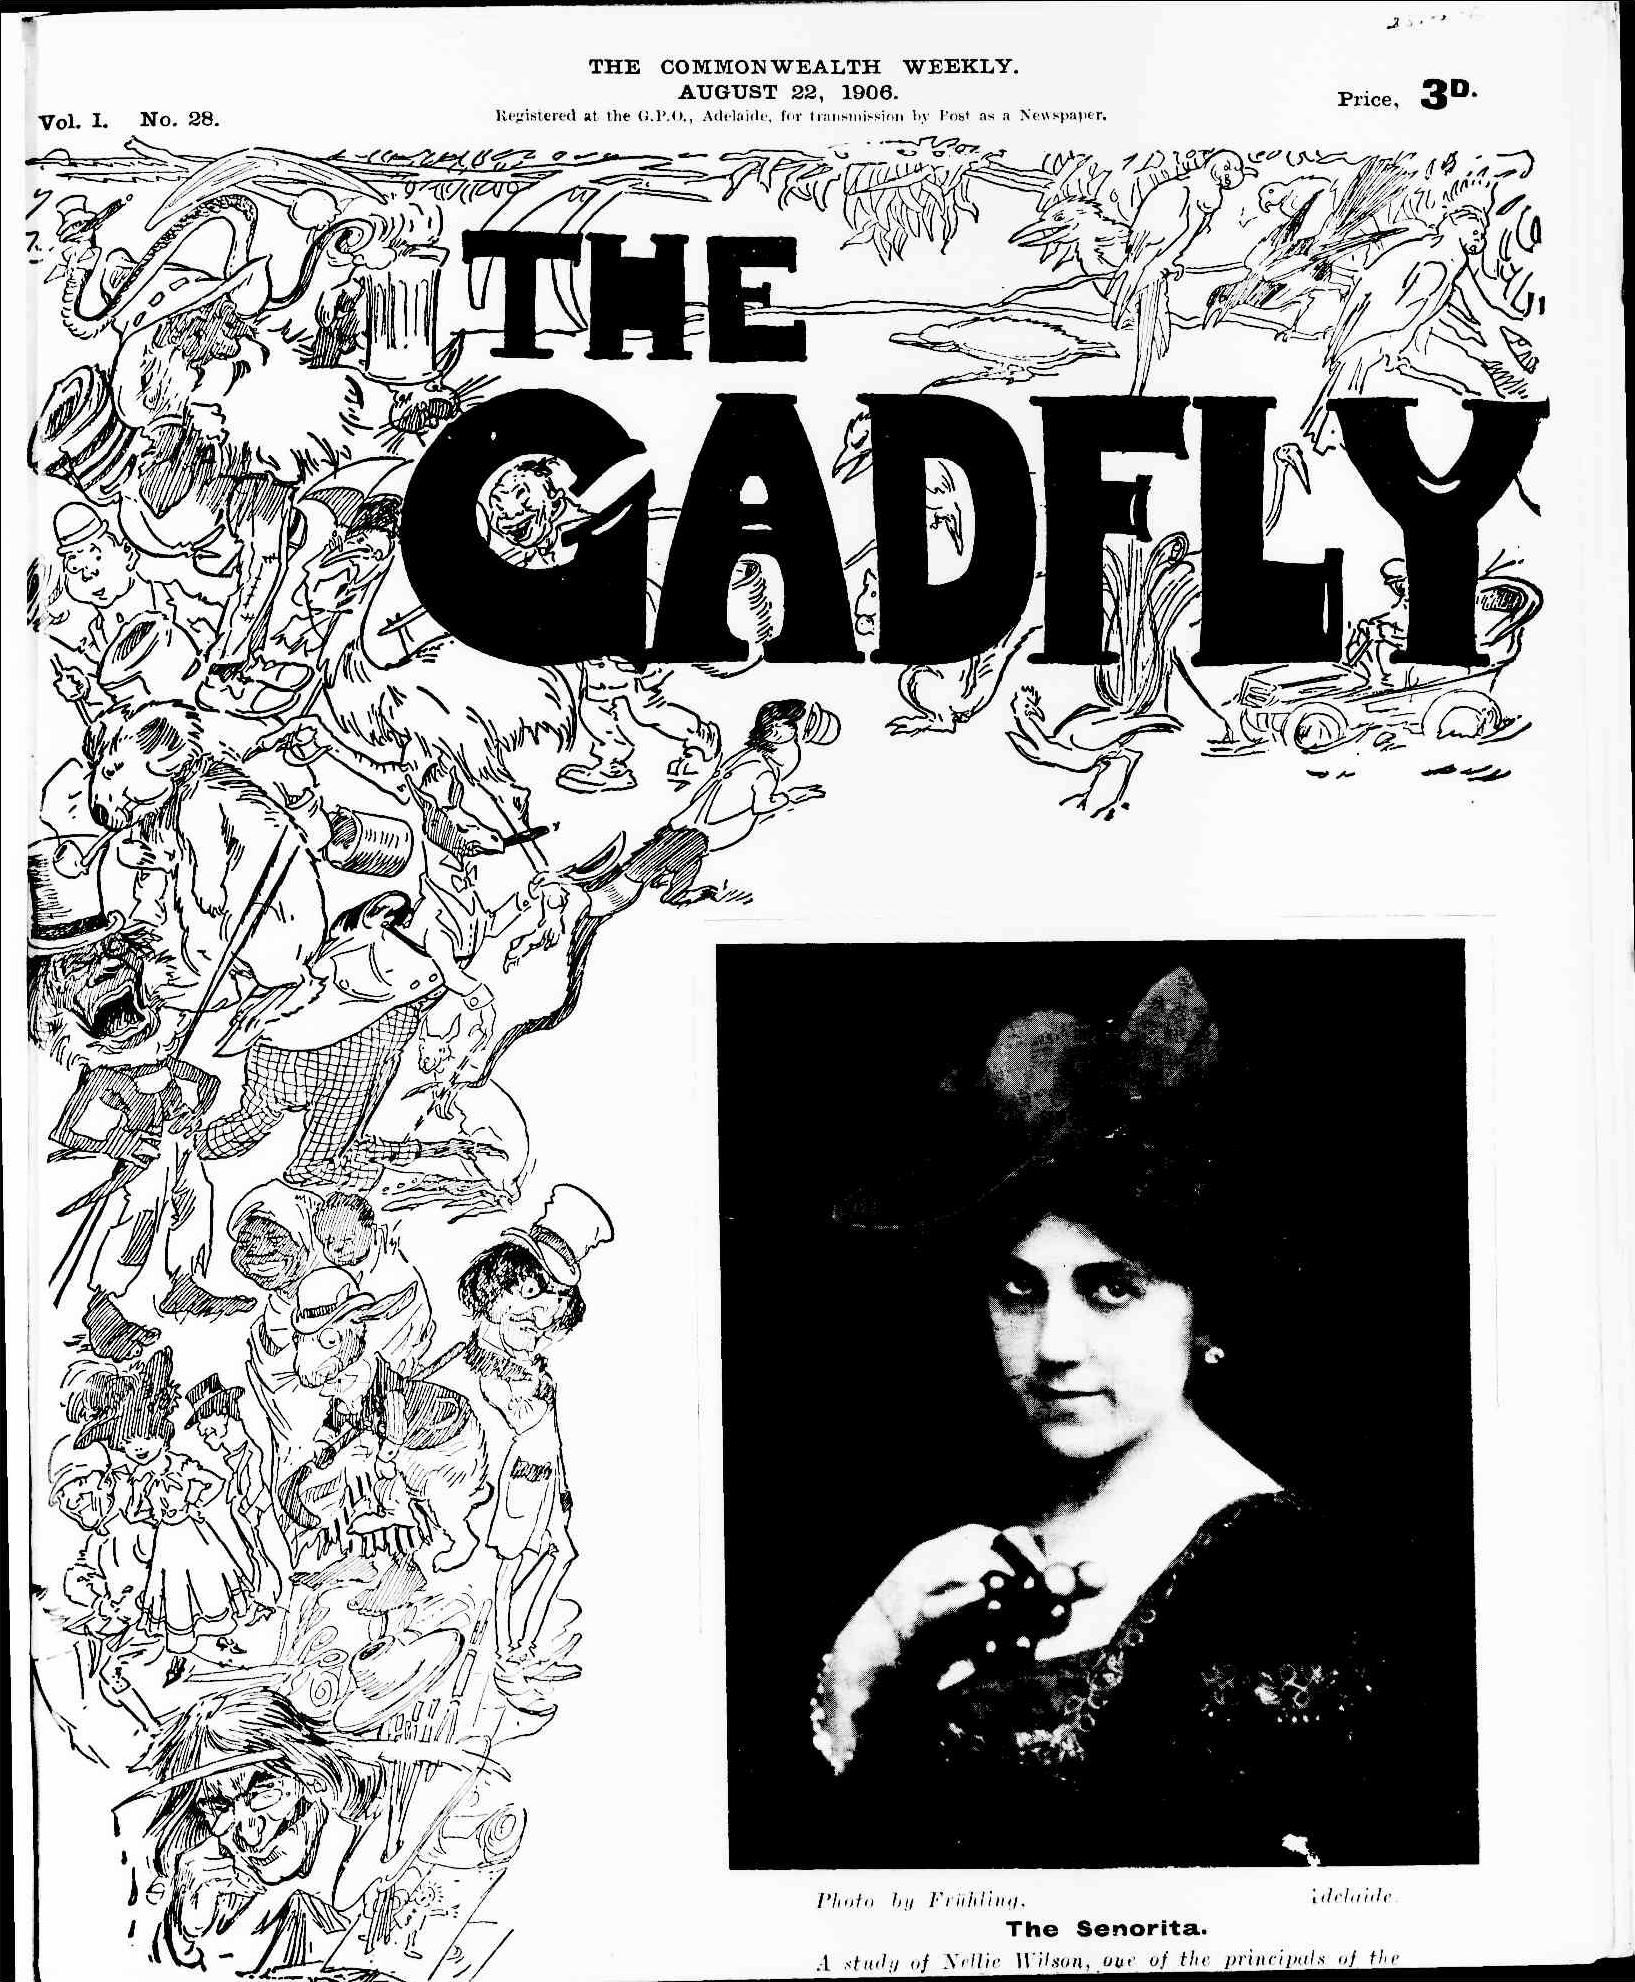 THE COMMONWEALTH WEEKLY.
AUGUST 22, 1906.
Vol. I. No. 28.
Registered at the G.P.O., Adelaide, for transmission by Post as a Newspaper.
Price, 3D.
THE
GADFLY
Photo by Frühling, Adelaide.
The Senorita.
A study of Nellie Wilson, one of the principals of the